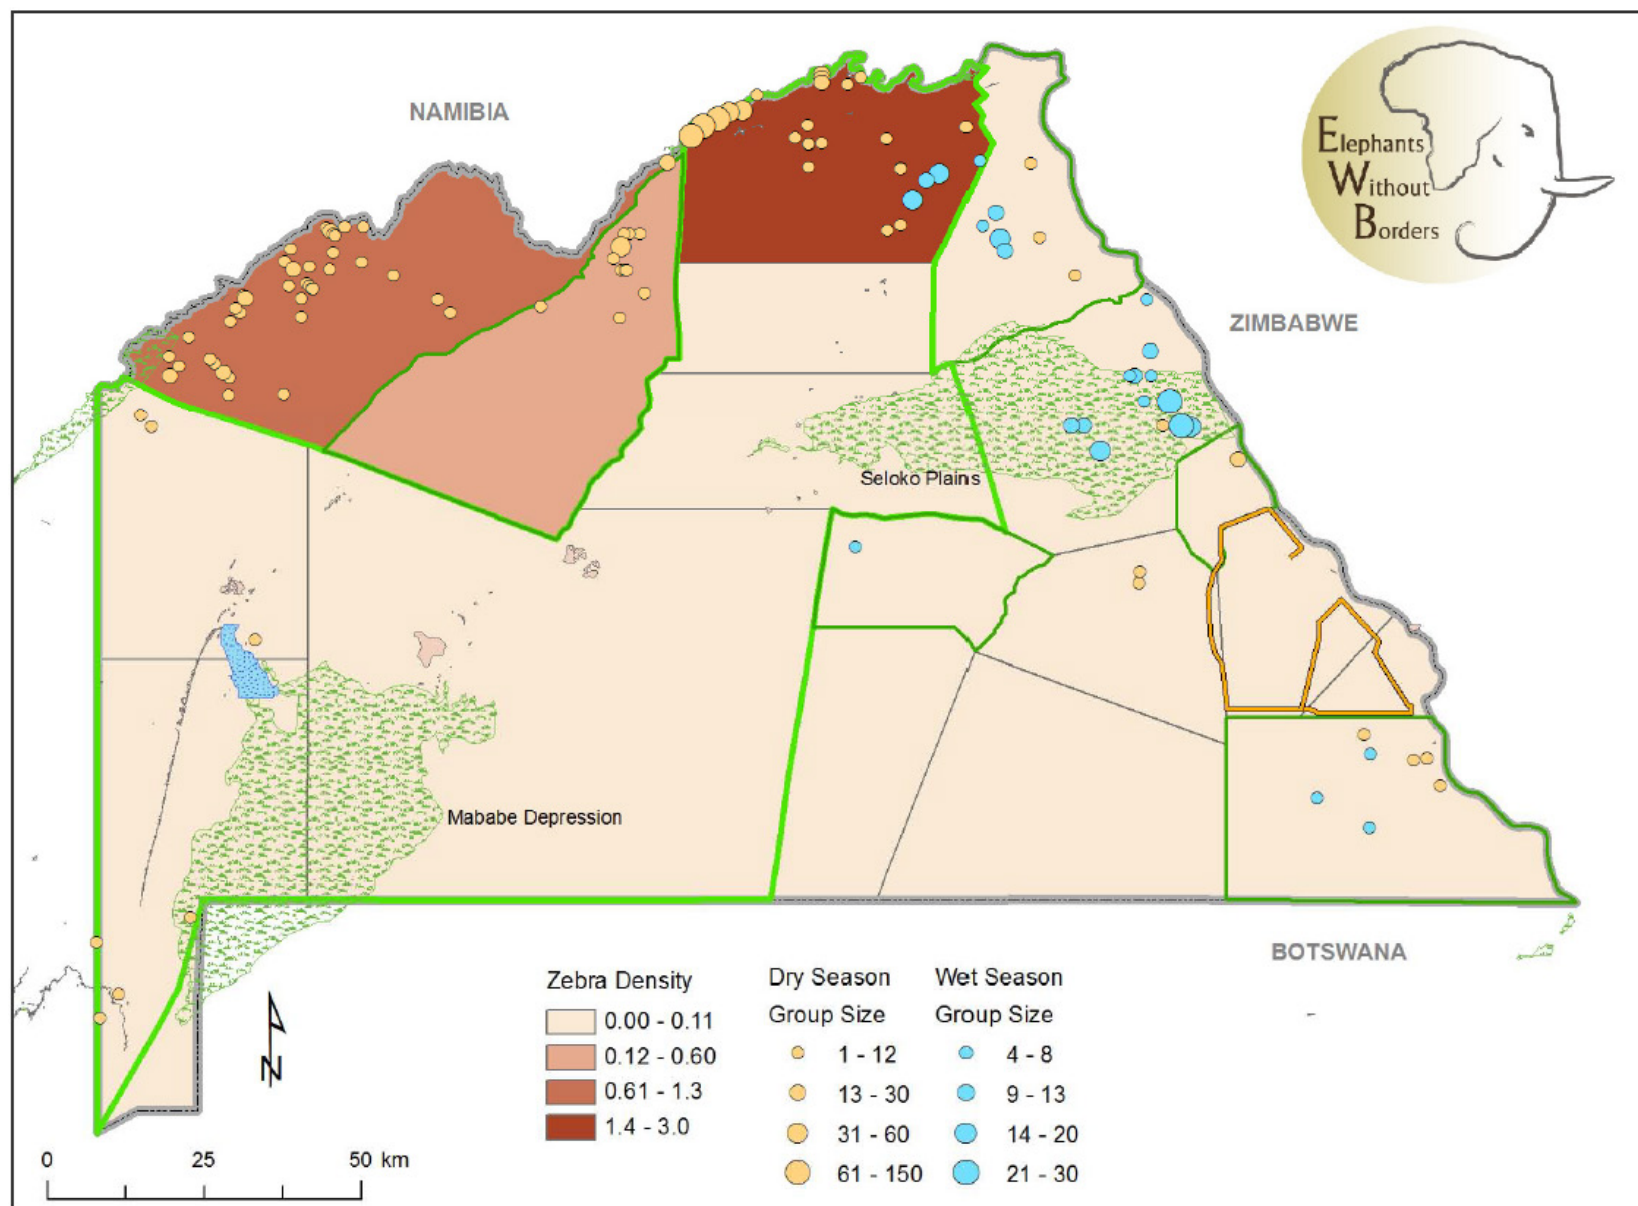 NAMIBIA
Elephants
Without
Borders
ZIMBABWE
Seloko Plains
Mababe Depression
BOTSWANA
Zebra Density
0.00 - 0.11
0.12 - 0.60
0.61 - 1.3
1.4 - 3.0
Dry Season
Group Size
1 - 12
13 - 30
31 - 60
61 - 150
Wet Season
Group Size
4 - 8
9 - 13
14 - 20
21 - 30
N
0 25 50 km